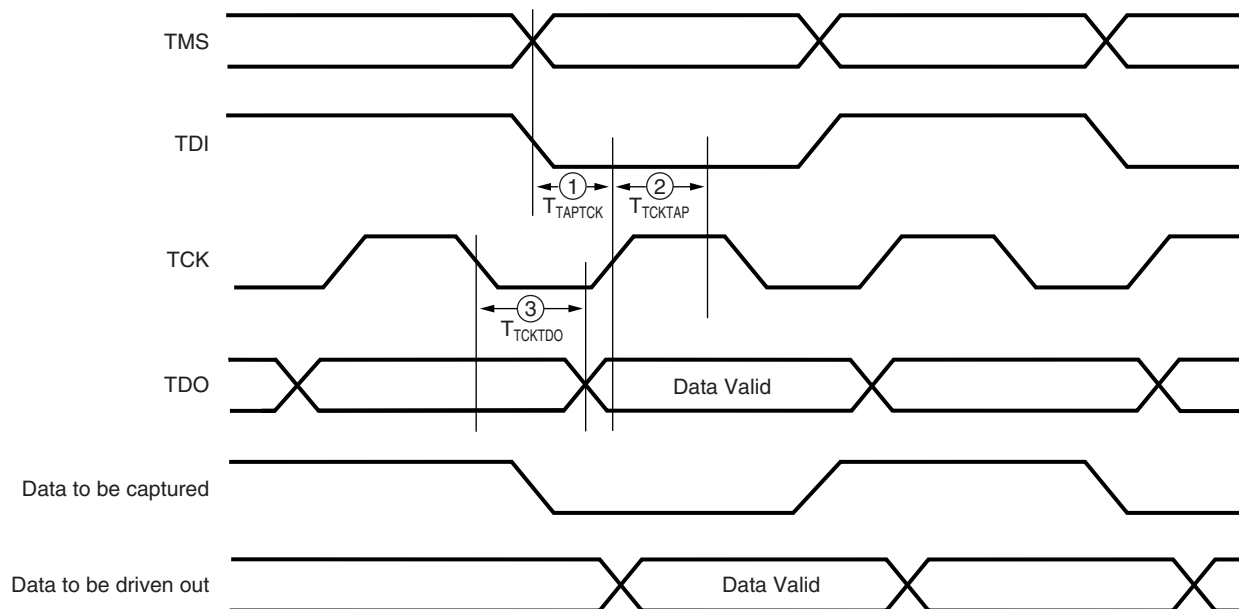 TMS
TDI
1 2
TTAPTCK TTCKTAP
TCK
3
TTCKTDO
TDO Data Valid
Data to be captured
Data to be driven out Data Valid